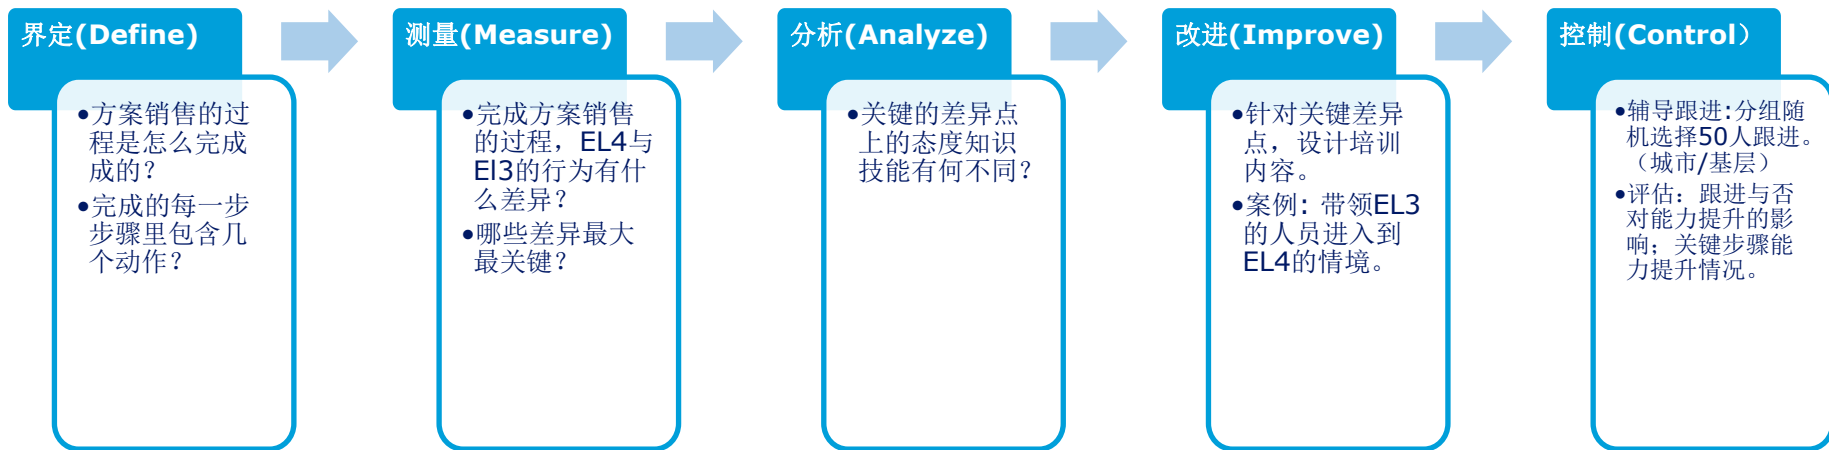 界定(Define)
•方案销售的过
程是怎么完成
成的？
•完成的每一步
步骤里包含几
个动作？
测量(Measure)
•完成方案销售
的过程，EL4与
El3的行为有什
么差异？
•哪些差异最大
最关键？
分析(Analyze)
•关键的差异点
上的态度知识
技能有何不同？
改进(Improve)
•针对关键差异
点，设计培训
内容。
•案例: 带领EL3
的人员进入到
EL4的情境。
控制(Control）
•辅导跟进:分组随
机选择50人跟进。
（城市/基层）
•评估：跟进与否
对能力提升的影
响；关键步骤能
力提升情况。